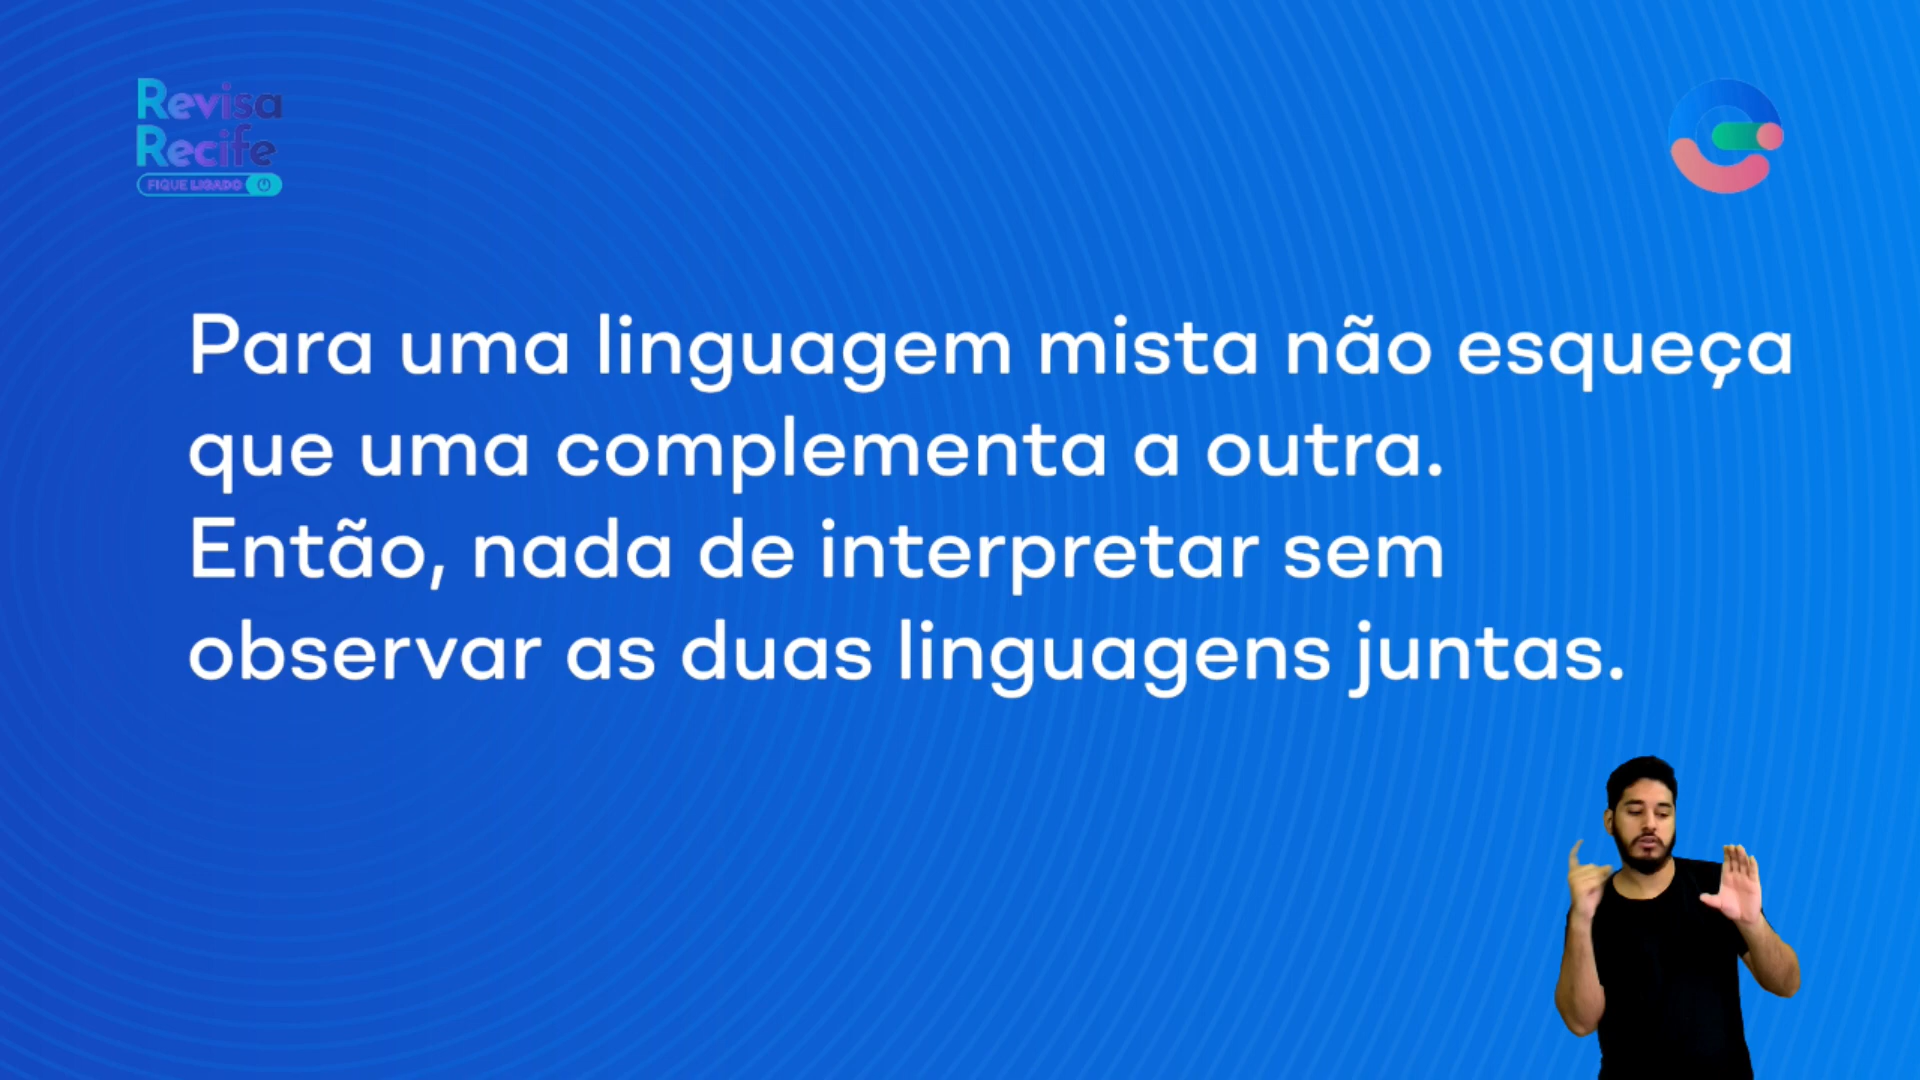 Revisa
Recife
FIQUE LIGADO
Para uma linguagem mista não esqueça
que uma complementa a outra.
Então, nada de interpretar sem
observar as duas linguagens juntas.